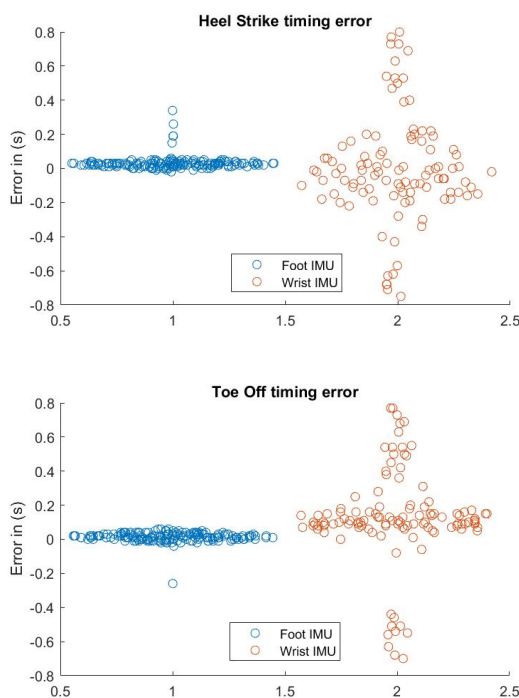 Heel Strike timing error
0.8
0.6
0.4
0.2
0
-0.2
-0.4
-0.6
-0.8
Error in (s)
Foot IMU
Wrist IMU
0.5 1 1.5 2 2.5
Toe Off timing error
0.8
0.6
0.4
0.2
0
-0.2
-0.4
-0.6
-0.8
Error in (s)
Foot IMU
Wrist IMU
0.5 1 1.5 2 2.5